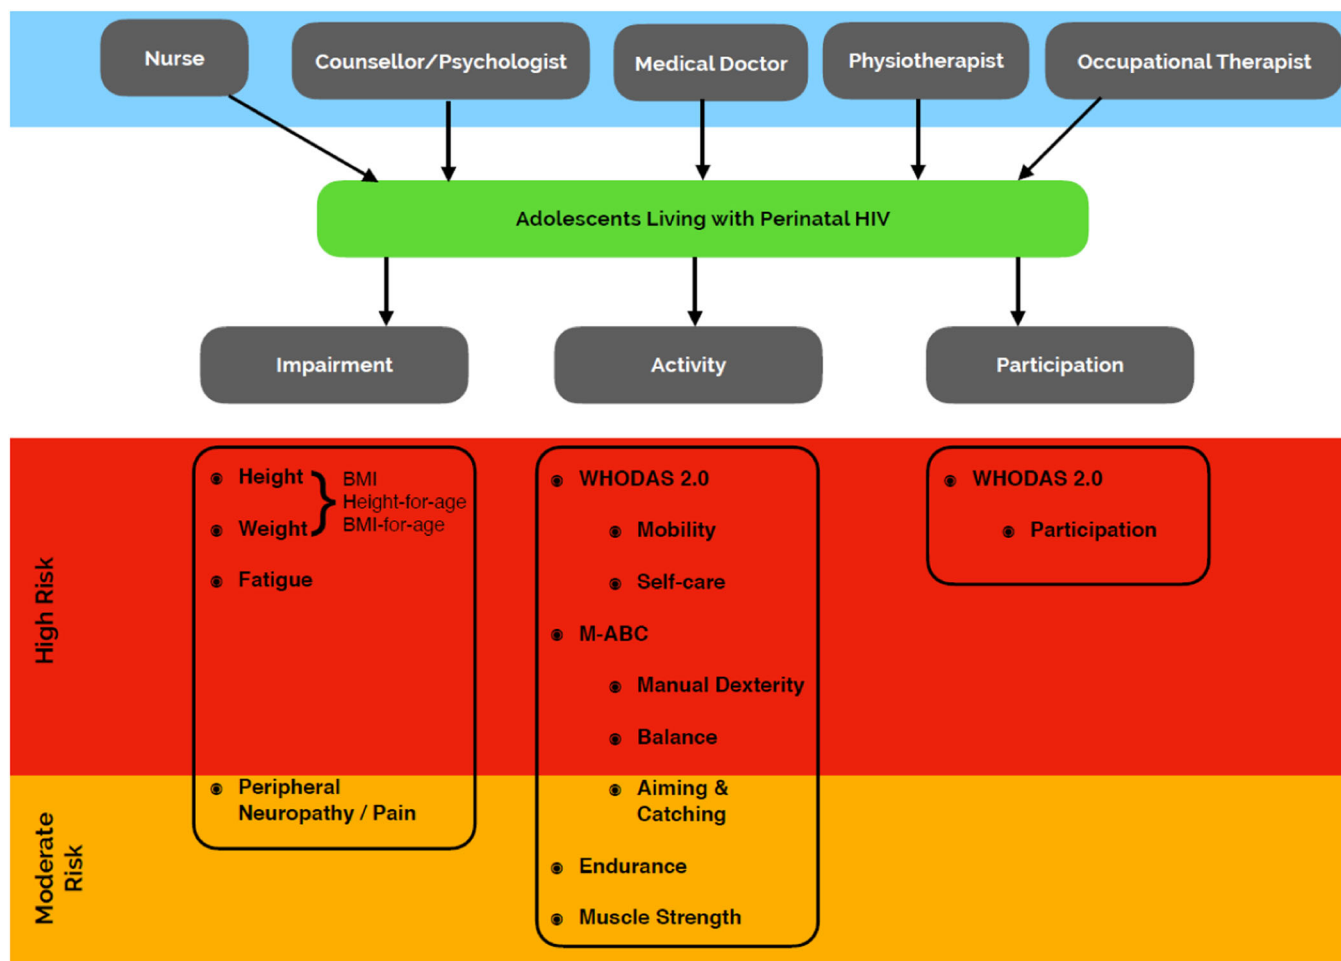 Nurse
Counsellor/Psychologist
Medical Doctor
Physiotherapist
Occupational Therapist
Adolescents Living with Perinatal HIV
Impairment
Activity
Participation
High Risk
Height
Weight
BMI
Height-for-age
BMI-for-age
Fatigue
WHODAS 2.0
Mobility
Self-care
M-ABC
Manual Dexterity
Balance
WHODAS 2.0
Participation
Moderate
Risk
Peripheral
Neuropathy / Pain
Aiming &
Catching
Endurance
Muscle Strength